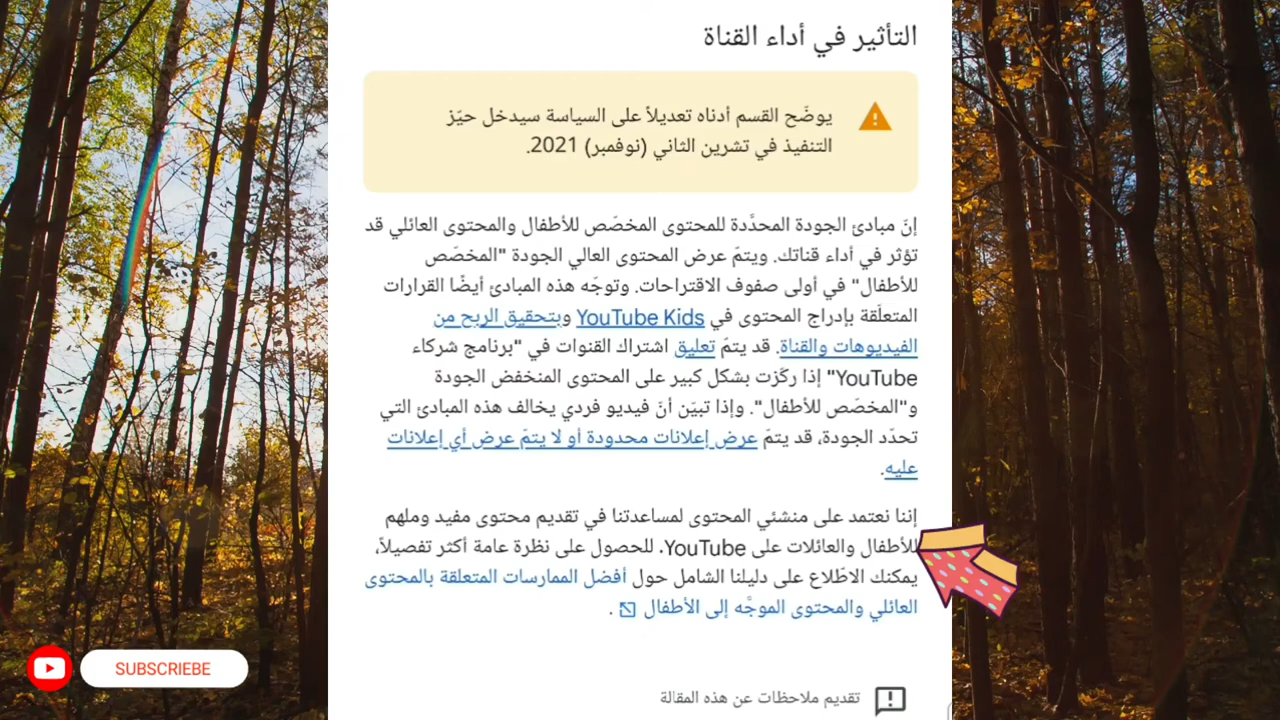 التأثير في أداء القناة
يوضّح القسم أدناه تعديلاً على السياسة سيدخل حيّز
التنفيذ في تشرين الثاني (نوفمبر) 2021.
إنّ مبادئ الجودة المحدَّدة للمحتوى المخصّص للأطفال والمحتوى العائلي قد
تؤثر في أداء قناتك. ويتمّ عرض المحتوى العالي الجودة "المخصّص
للأطفال" في أولى صفوف الاقتراحات. وتوجّه هذه المبادئ أيضًا القرارات
المتعلّقة بإدراج المحتوى في YouTube Kids وبتحقيق الربح من
الفيديوهات والقناة. قد يتمّ تعليق اشتراك القنوات في "برنامج شركاء
YouTube" إذا ركّزت بشكل كبير على المحتوى المنخفض الجودة
و"المخصّص للأطفال". وإذا تبيّن أنّ فيديو فردي يخالف هذه المبادئ التي
تحدّد الجودة، قد يتمّ عرض إعلانات محدودة أو لا يتمّ عرض أي إعلانات
عليه.
إننا نعتمد على منشئي المحتوى لمساعدتنا في تقديم محتوى مفيد وملهم
للأطفال والعائلات على YouTube. للحصول على نظرة عامة أكثر تفصيلاً،
يمكنك الاطّلاع على دليلنا الشامل حول أفضل الممارسات المتعلقة بالمحتوى
العائلي والمحتوى الموجَّه إلى الأطفال .
SUBSCRIEBE
تقديم ملاحظات عن هذه المقالة